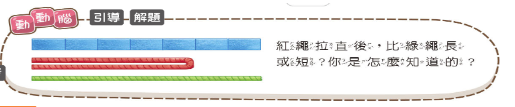 動動腦 引導 解題
紅繩拉直後，比綠繩長
或短？你是怎麼知道的？